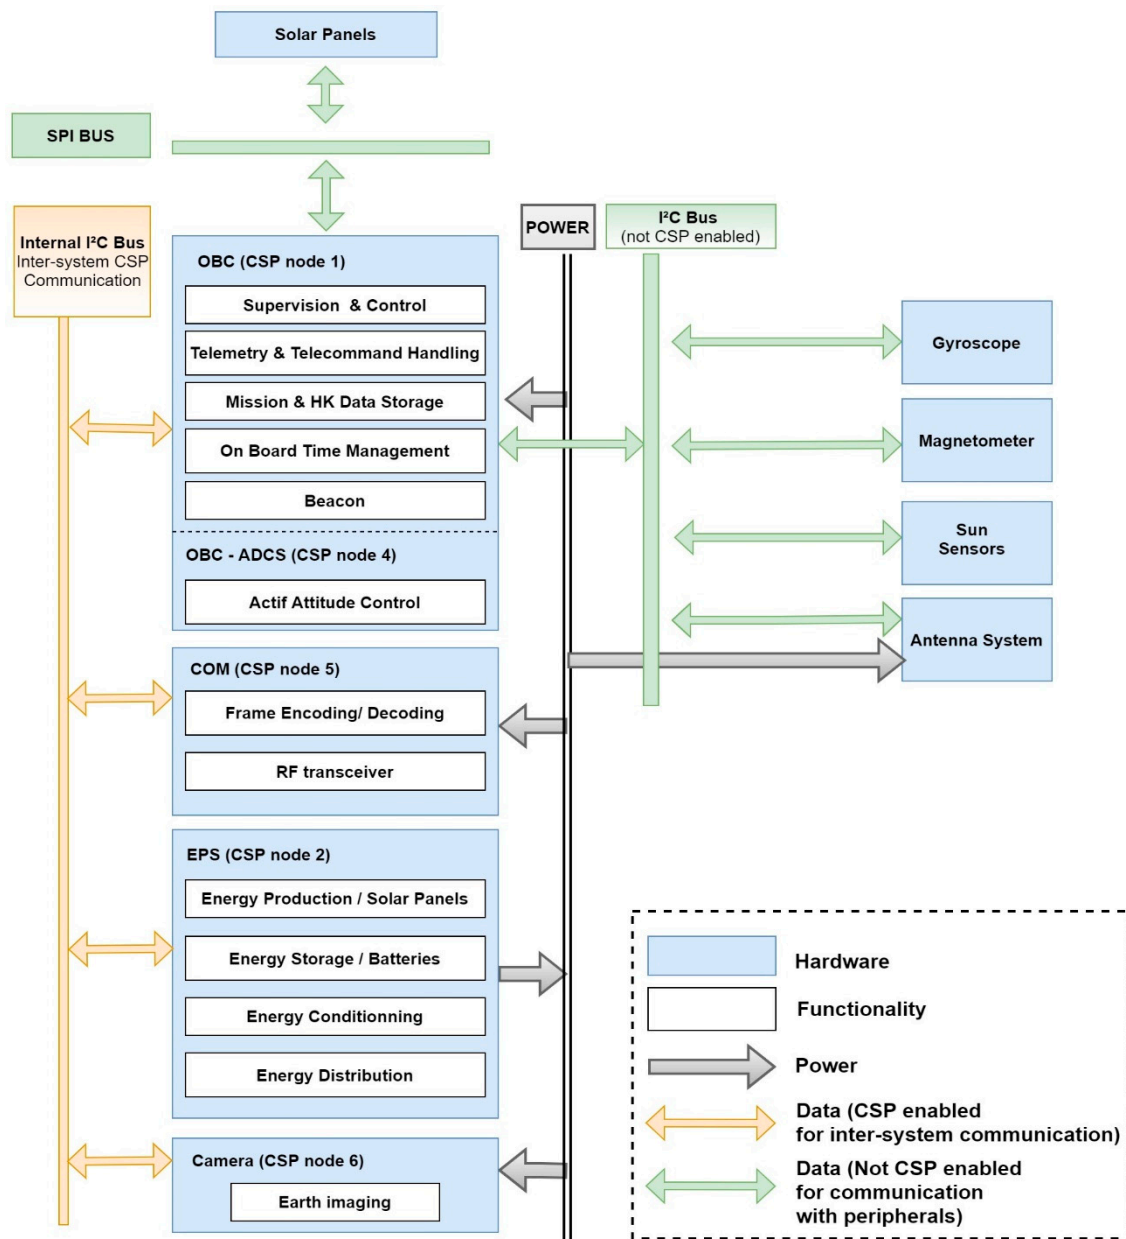 Solar Panels
SPI BUS
Internal I²C Bus
Inter-system CSP
Communication
POWER
I²C Bus
(not CSP enabled)
OBC (CSP node 1)
Supervision & Control
Telemetry & Telecommand Handling
Mission & HK Data Storage
On Board Time Management
Beacon
OBC - ADCS (CSP node 4)
Actif Attitude Control
Gyroscope
Magnetometer
Sun
Sensors
Antenna System
COM (CSP node 5)
Frame Encoding/ Decoding
RF transceiver
EPS (CSP node 2)
Energy Production / Solar Panels
Energy Storage / Batteries
Energy Conditionning
Energy Distribution
Camera (CSP node 6)
Earth imaging
Hardware
Functionality
Power
Data (CSP enabled
for inter-system communication)
Data (Not CSP enabled
for communication
with peripherals)